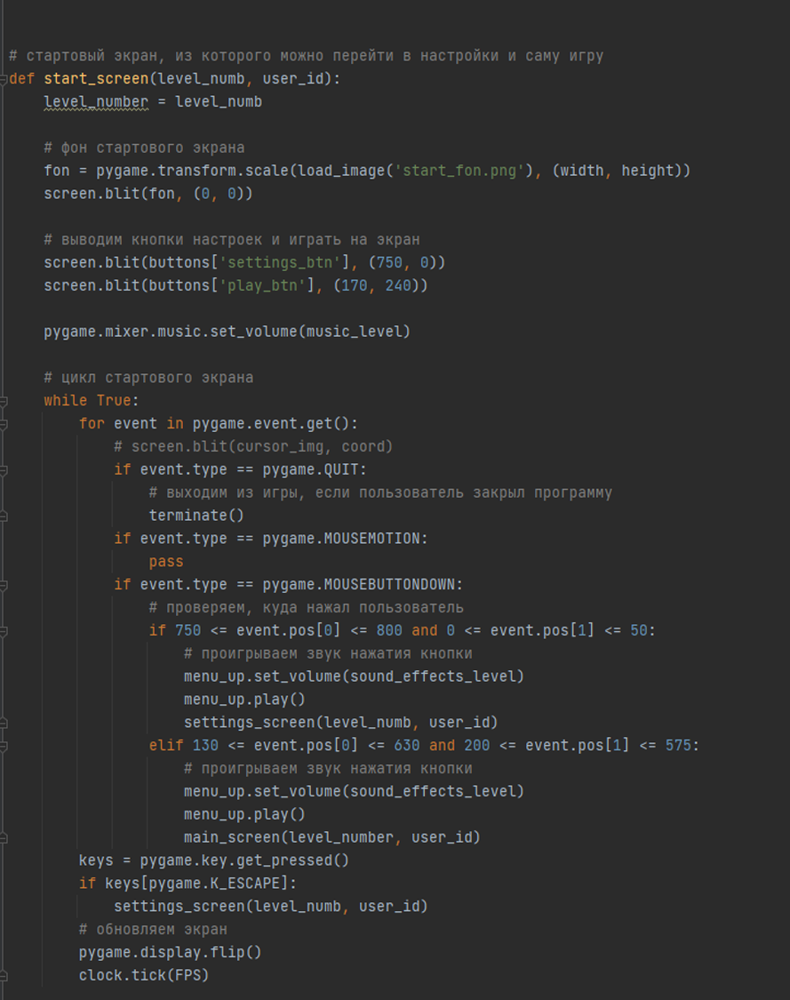 # стартовый экран, из которого можно перейти в настройки и саму игру
def start_screen(level_numb, user_id):
    level_number = level_numb

    # фон стартового экрана
    fon = pygame.transform.scale(load_image('start_fon.png'), (width, height))
    screen.blit(fon, (0, 0))

    # выводим кнопки настроек и играть на экран
    screen.blit(buttons['settings_btn'], (750, 0))
    screen.blit(buttons['play_btn'], (170, 240))

    pygame.mixer.music.set_volume(music_level)

    # цикл стартового экрана
    while True:
        for event in pygame.event.get():
            # screen.blit(cursor_img, coord)
            if event.type == pygame.QUIT:
                # выходим из игры, если пользователь закрыл программу
                terminate()
            if event.type == pygame.MOUSEMOTION:
                pass
            if event.type == pygame.MOUSEBUTTONDOWN:
                # проверяем, куда нажал пользователь
                if 750 <= event.pos[0] <= 800 and 0 <= event.pos[1] <= 50:
                    # проигрываем звук нажатия кнопки
                    menu_up.set_volume(sound_effects_level)
                    menu_up.play()
                    settings_screen(level_numb, user_id)
                elif 130 <= event.pos[0] <= 630 and 200 <= event.pos[1] <= 575:
                    # проигрываем звук нажатия кнопки
                    menu_up.set_volume(sound_effects_level)
                    menu_up.play()
                    main_screen(level_number, user_id)
        keys = pygame.key.get_pressed()
        if keys[pygame.K_ESCAPE]:
            settings_screen(level_numb, user_id)
        # обновляем экран
        pygame.display.flip()
        clock.tick(FPS)